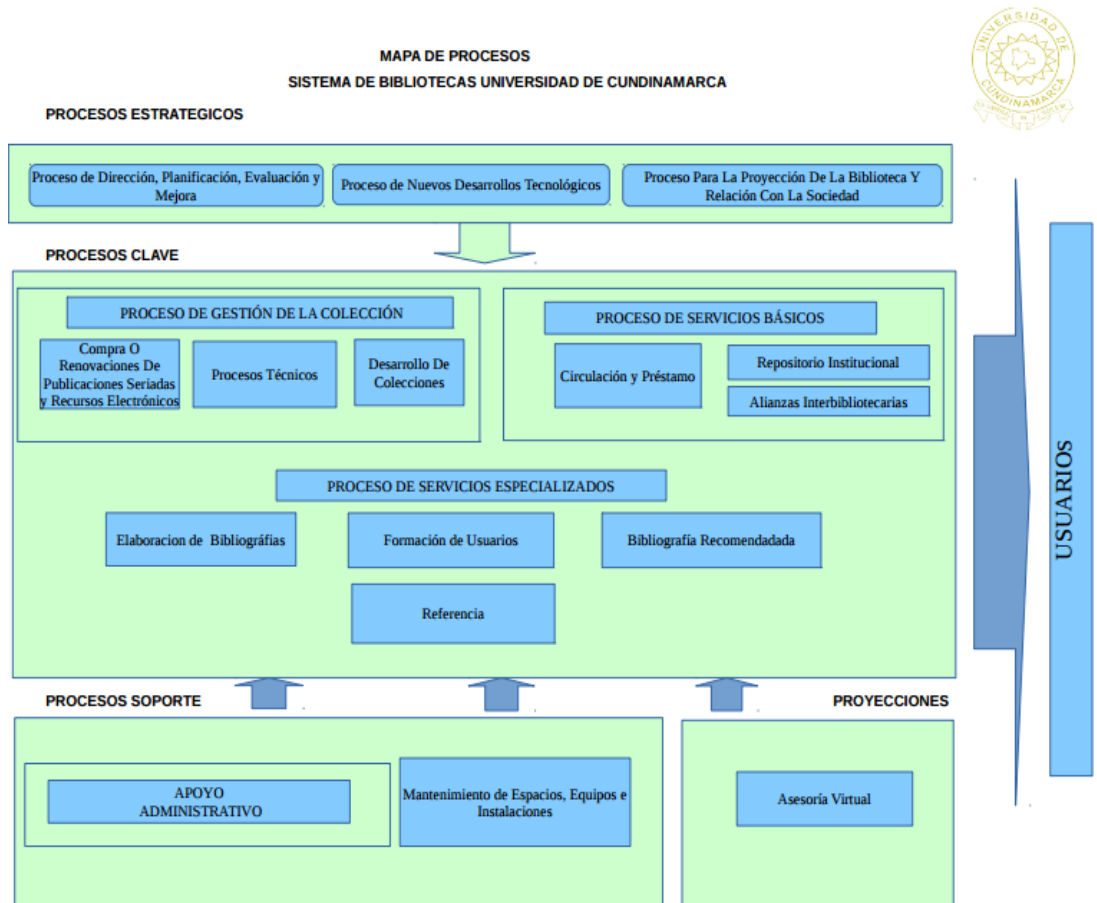 MAPA DE PROCESOS
SISTEMA DE BIBLIOTECAS UNIVERSIDAD DE CUNDINAMARCA
UNIVERSIDAD DE
CUNDINAMARCA
PROCESOS ESTRATEGICOS
Proceso de Dirección, Planificación, Evaluación y
Mejora
Proceso de Nuevos Desarrollos Tecnológicos
Proceso Para La Proyección De La Biblioteca Y
Relación Con La Sociedad
PROCESOS CLAVE
PROCESO DE GESTIÓN DE LA COLECCIÓN
Compra O
Renovaciones De
Publicaciones Seriadas
y Recursos Electrónicos
Procesos Técnicos
Desarrollo De
Colecciones
PROCESO DE SERVICIOS BÁSICOS
Circulación y Préstamo
Repositorio Institucional
Alianzas Interbibliotecarias
PROCESO DE SERVICIOS ESPECIALIZADOS
Elaboracion de Bibliográfias
Formación de Usuarios
Bibliografía Recomendadada
Referencia
USUARIOS
PROCESOS SOPORTE
APOYO
ADMINISTRATIVO
Mantenimiento de Espacios, Equipos e
Instalaciones
PROYECCIONES
Asesoría Virtual